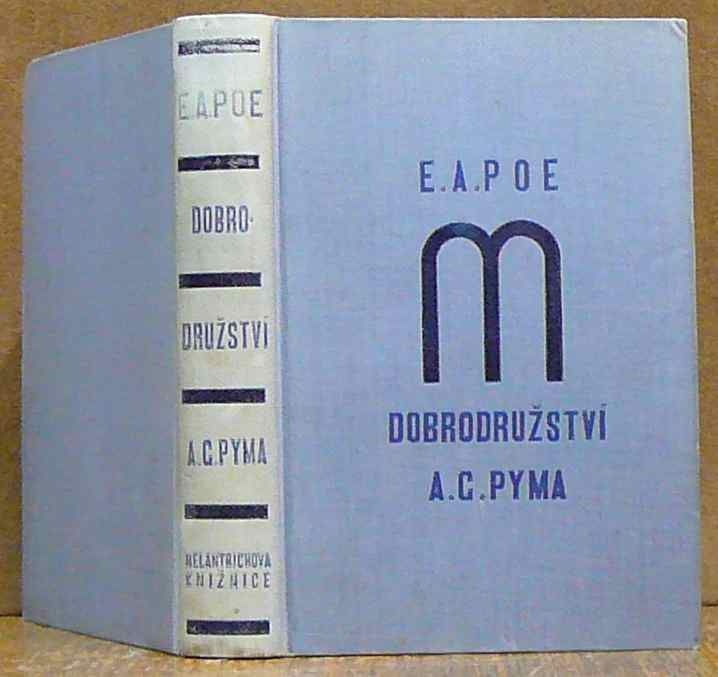 E.A.POE
DOBRO-
DRUŽSTVÍ
A.G.PYMA
MELANTRICHOVA
KNIŽNICE
E.A.POE
m
DOBRODRUŽSTVÍ
A.G.PYMA